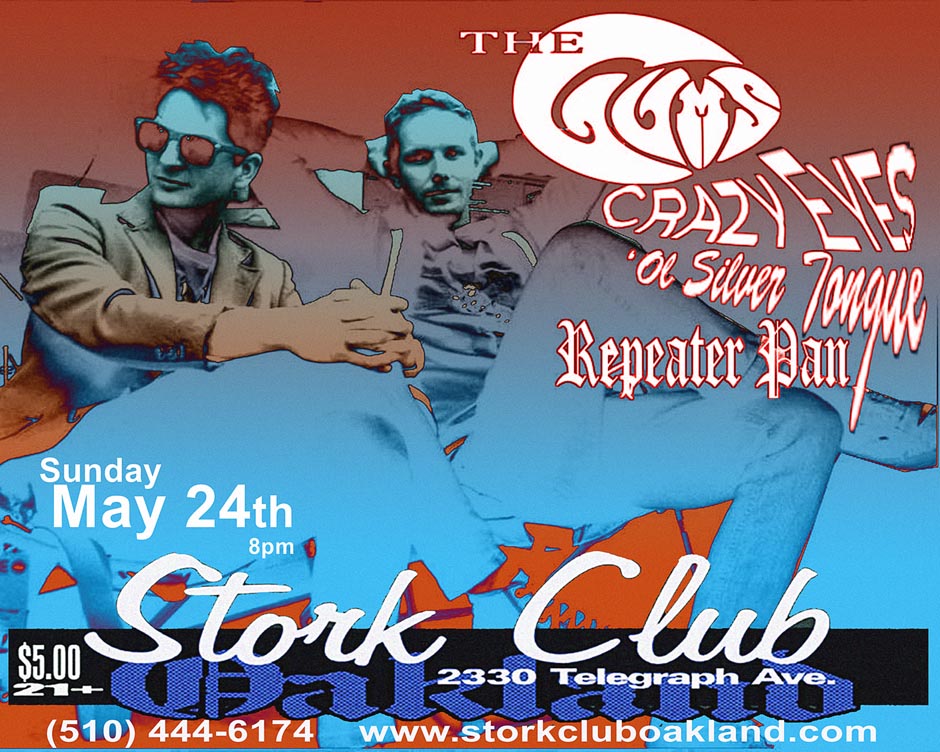 THE GUMS
CRAZY EYES
'Ol Silver Tongue
Repeater Pan
Sunday
May 24th
8pm
Stork Club
Oakland
2330 Telegraph Ave.
$5.00
21+
(510) 444-6174 www.storkcluboakland.com